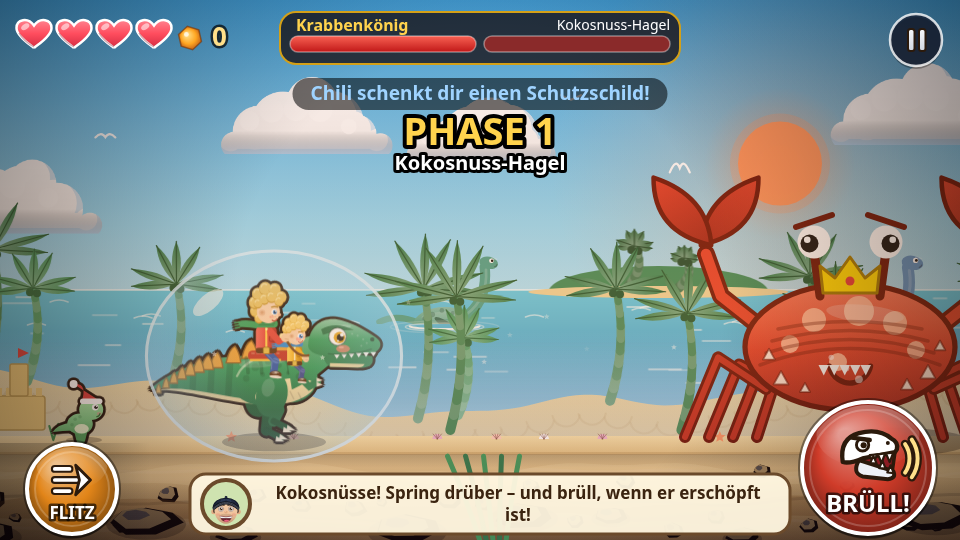 0
Krabbenkönig
Kokosnuss-Hagel
Chili schenkt dir einen Schutzschild!
PHASE 1
Kokosnuss-Hagel
FLITZ
Kokosnüsse! Spring drüber – und brüll, wenn er erschöpft
ist!
BRÜLL!